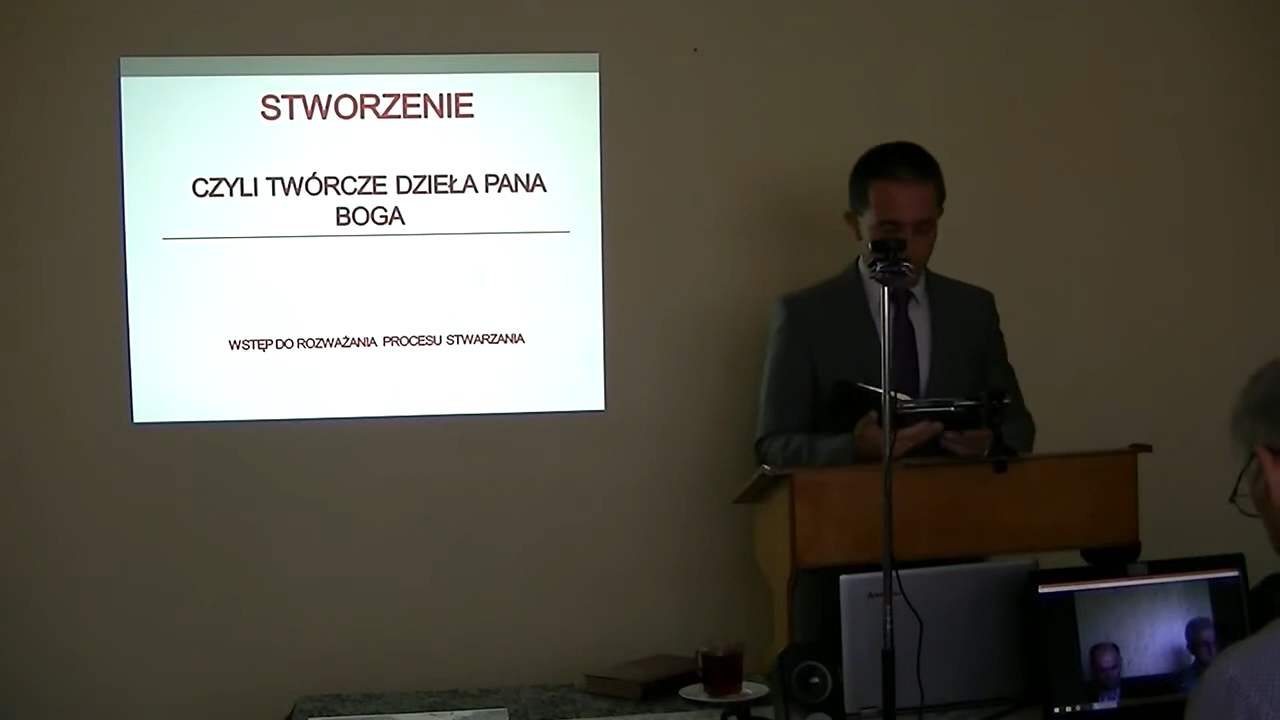 STWORZENIE
CZYLI TWÓRCZE DZIEŁA PANA
BOGA
WSTĘP DO ROZWAŻANIA PROCESU STWARZANIA